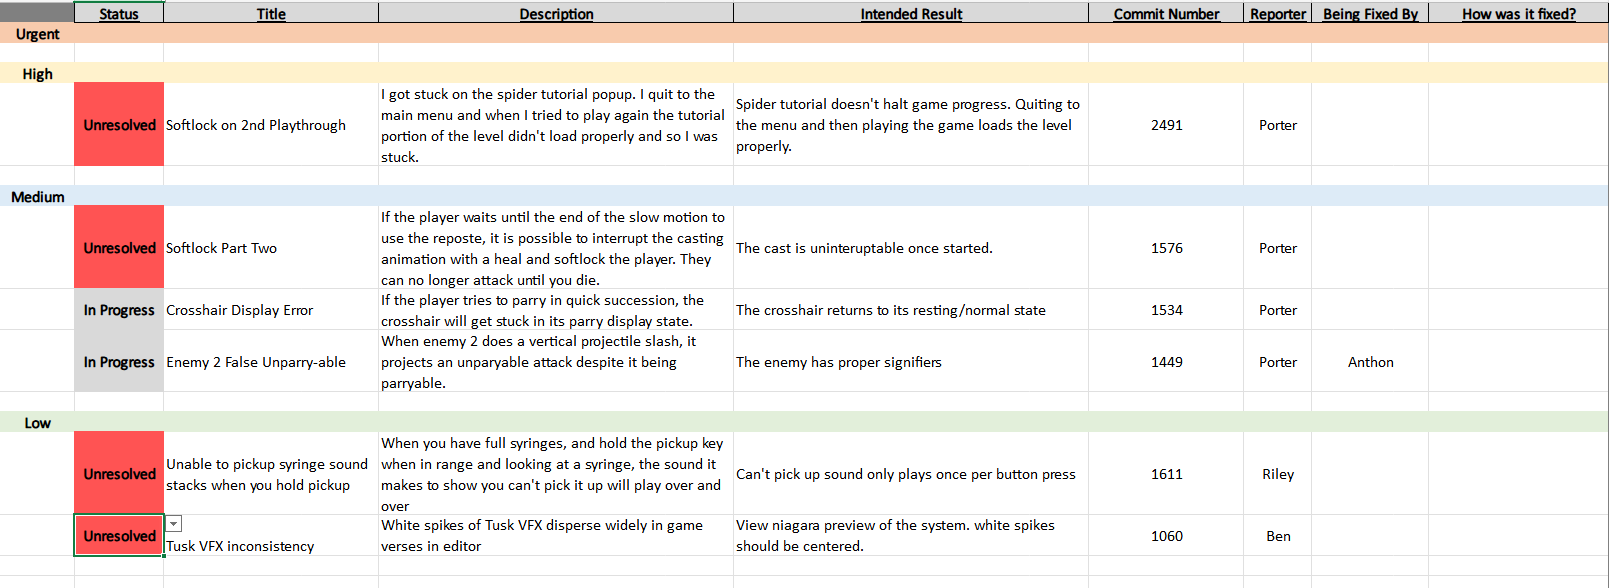 Status Title Description Intended Result Commit Number Reporter Being Fixed By How was it fixed?
Urgent
High
Unresolved
Softlock on 2nd Playthrough
I got stuck on the spider tutorial popup. I quit to the
main menu and when I tried to play again the tutorial
portion of the level didn't load properly and so I was
stuck.
Spider tutorial doesn't halt game progress. Quiting to
the menu and then playing the game loads the level
properly.
2491
Porter
Medium
Unresolved
Softlock Part Two
If the player waits until the end of the slow motion to
use the reposte, it is possible to interrupt the casting
animation with a heal and softlock the player. They
can no longer attack until you die.
The cast is uninteruptable once started.
1576
Porter
In Progress
Crosshair Display Error
If the player tries to parry in quick succession, the
crosshair will get stuck in its parry display state.
The crosshair returns to its resting/normal state
1534
Porter
In Progress
Enemy 2 False Unparry-able
When enemy 2 does a vertical projectile slash, it
projects an unparyable attack despite it being
parryable.
The enemy has proper signifiers
1449
Porter
Anthon
Low
Unresolved
Unable to pickup syringe sound
stacks when you hold pickup
When you have full syringes, and hold the pickup key
when in range and looking at a syringe, the sound it
makes to show you can't pick it up will play over and
over
Can't pick up sound only plays once per button press
1611
Riley
Unresolved
Tusk VFX inconsistency
White spikes of Tusk VFX disperse widely in game
verses in editor
View niagara preview of the system. white spikes
should be centered.
1060
Ben